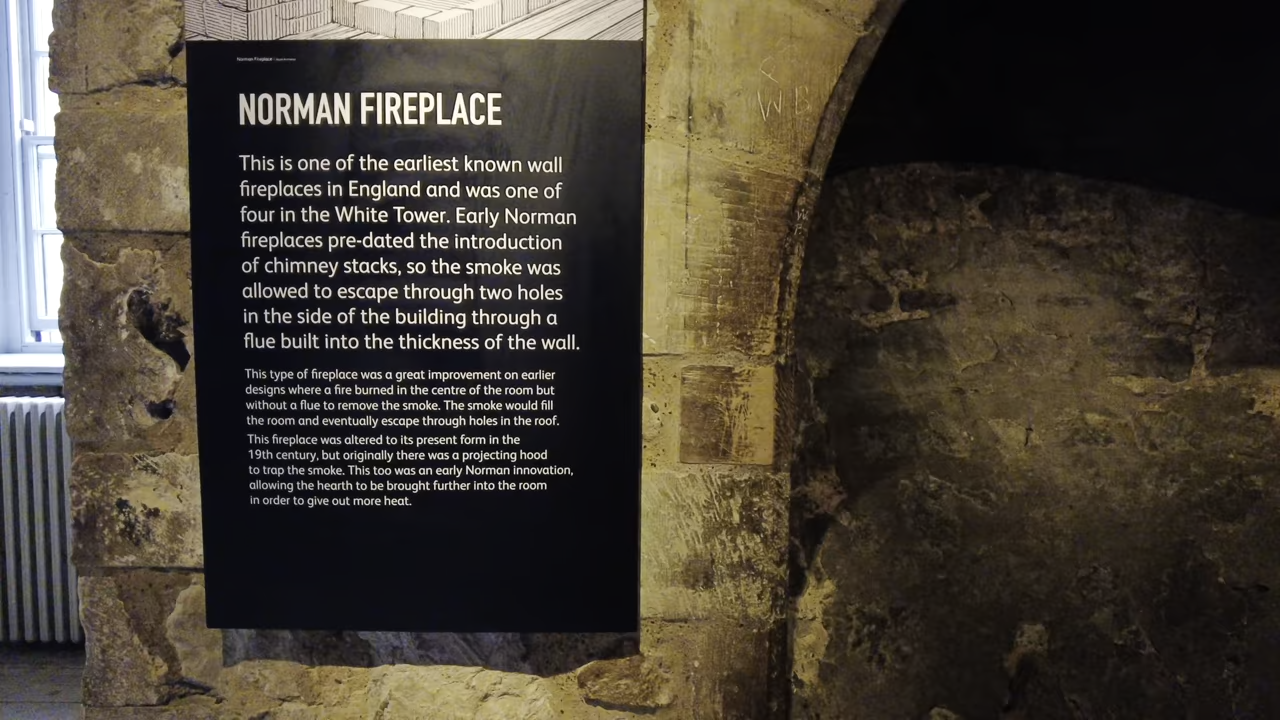 Norman Fireplace
NORMAN FIREPLACE
This is one of the earliest known wall
fireplaces in England and was one of
four in the White Tower. Early Norman
fireplaces pre-dated the introduction
of chimney stacks, so the smoke was
allowed to escape through two holes
in the side of the building through a
flue built into the thickness of the wall.
This type of fireplace was a great improvement on earlier
designs where a fire burned in the centre of the room but
without a flue to remove the smoke. The smoke would fill
the room and eventually escape through holes in the roof.
This fireplace was altered to its present form in the
19th century, but originally there was a projecting hood
to trap the smoke. This too was an early Norman innovation,
allowing the hearth to be brought further into the room
in order to give out more heat.
W B